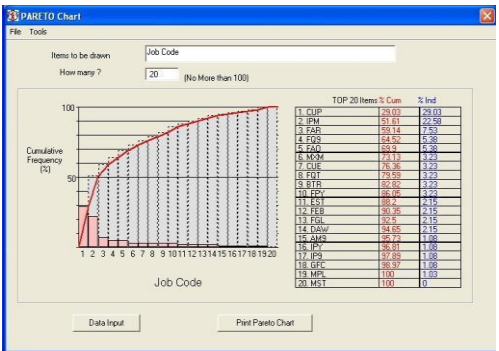 PARETO Chart
File Tools
Items to be drawn Job Code
How many ? 20 (No More than 100)
TOP 20 Items % Cum % Ind
1. CUP 29.03 29.03
2. IPM 51.61 22.58
3. FAR 59.14 7.53
4. FQ9 64.52 5.38
5. FAQ 69.9 5.38
6. MXM 73.13 3.23
7. CUE 76.36 3.23
8. FQT 79.59 3.23
9. BTR 82.82 3.23
10. FPY 86.05 3.23
11. EST 88.2 2.15
12. FEB 90.35 2.15
13. FGL 92.5 2.15
14. DAW 94.65 2.15
15. AM9 95.73 1.08
16. IPY 96.81 1.08
17. IP9 97.89 1.08
18. GFC 98.97 1.08
19. MPL 100 1.03
20. MST 100 0
100
Cumulative
Frequency
(%)
50
1 2 3 4 5 6 7 8 9 10 11 12 13 14 15 16 17 18 19 20
Job Code
Data Input Print Pareto Chart